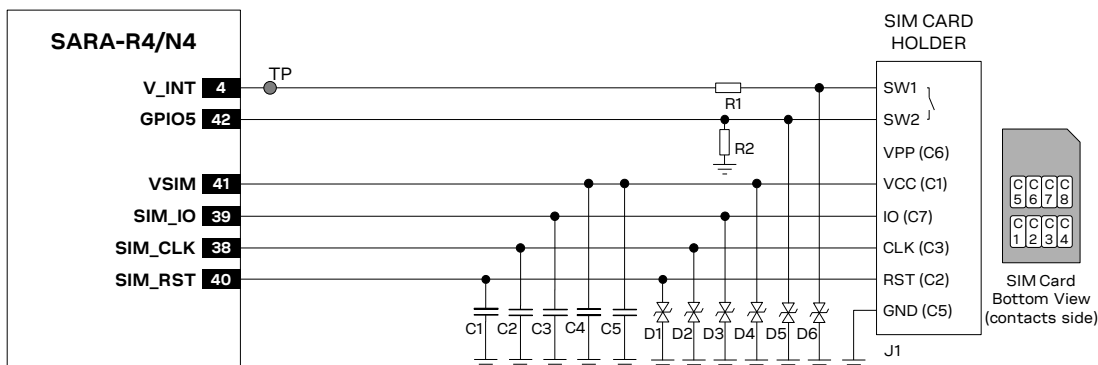 SARA-R4/N4
V_INT 4
TP
GPIO5 42
VSIM 41
SIM_IO 39
SIM_CLK 38
SIM_RST 40
R1
R2
C1 C2 C3 C4 C5 D1 D2 D3 D4 D5 D6
SIM CARD
HOLDER
SW1
SW2
VPP (C6)
VCC (C1)
IO (C7)
CLK (C3)
RST (C2)
GND (C5)
J1
C5 C6 C7 C8
C1 C2 C3 C4
SIM Card
Bottom View
(contacts side)